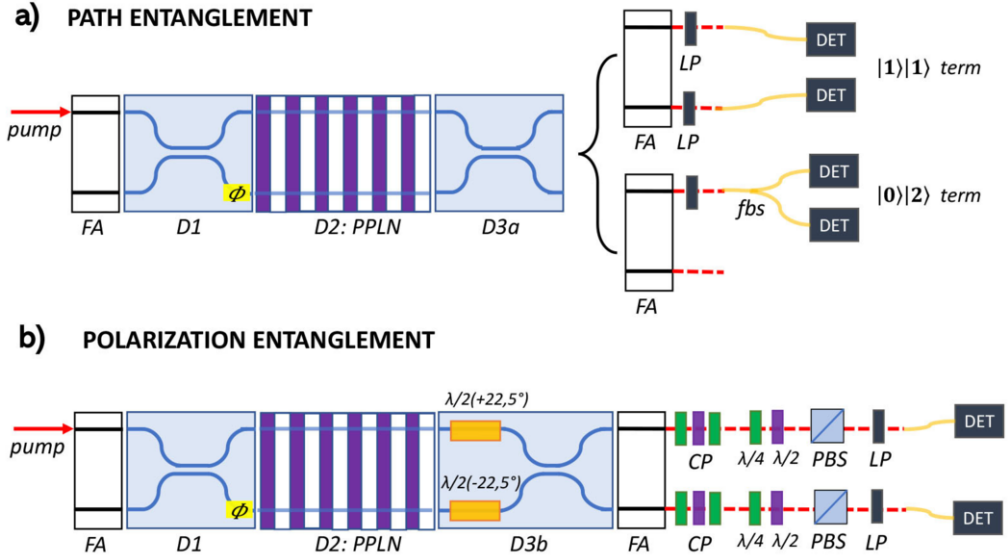 a) PATH ENTANGLEMENT
pump
FA
D1
Φ
D2: PPLN
D3a
FA
LP
LP
DET
DET
|1⟩|1⟩ term
FA
fbs
DET
DET
|0⟩|2⟩ term
b) POLARIZATION ENTANGLEMENT
pump
FA
D1
Φ
D2: PPLN
λ/2(+22,5°)
λ/2(-22,5°)
D3b
FA
CP
λ/4 λ/2
PBS
LP
DET
CP
λ/4 λ/2
PBS
LP
DET